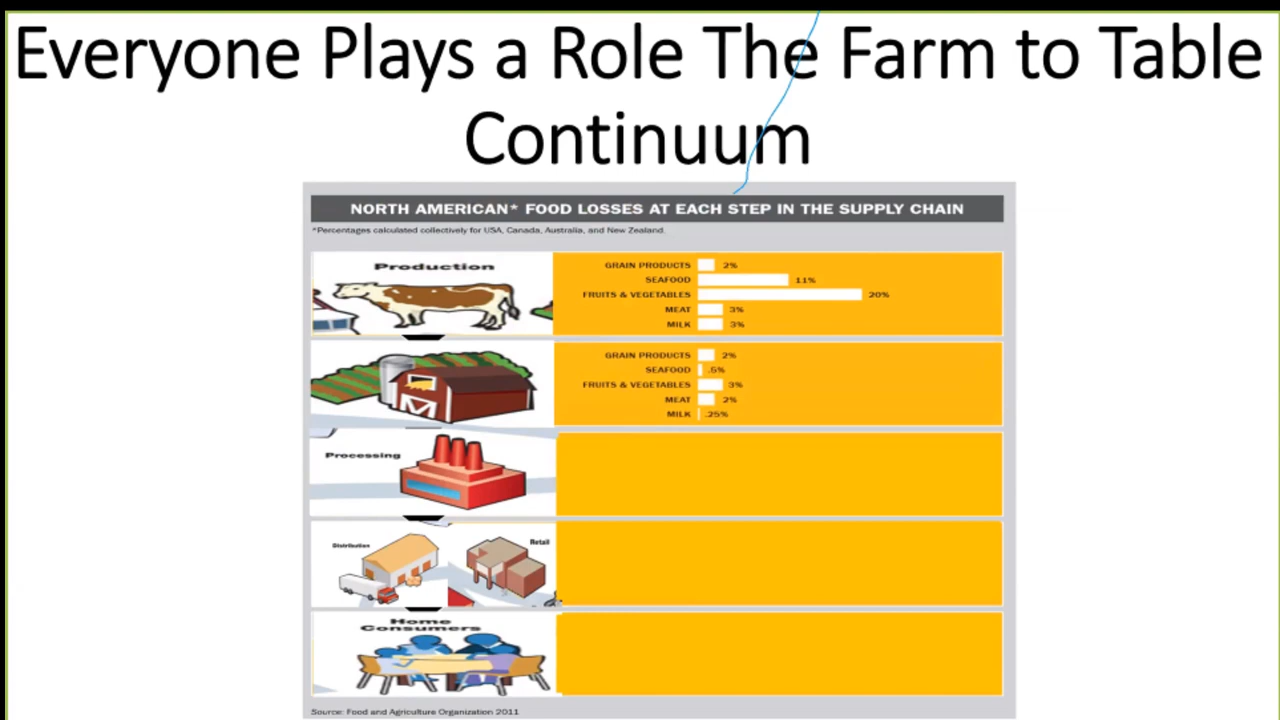 Everyone Plays a Role The Farm to Table
Continuum
NORTH AMERICAN* FOOD LOSSES AT EACH STEP IN THE SUPPLY CHAIN
*Percentages calculated collectively for USA, Canada, Australia, and New Zealand.
Production
GRAIN PRODUCTS 2%
SEAFOOD 11%
FRUITS & VEGETABLES 20%
MEAT 3%
MILK 3%
GRAIN PRODUCTS 2%
SEAFOOD .5%
FRUITS & VEGETABLES 3%
MEAT 2%
MILK .25%
Processing
Distribution
Retail
Home
Consumers
Source: Food and Agriculture Organization 2011